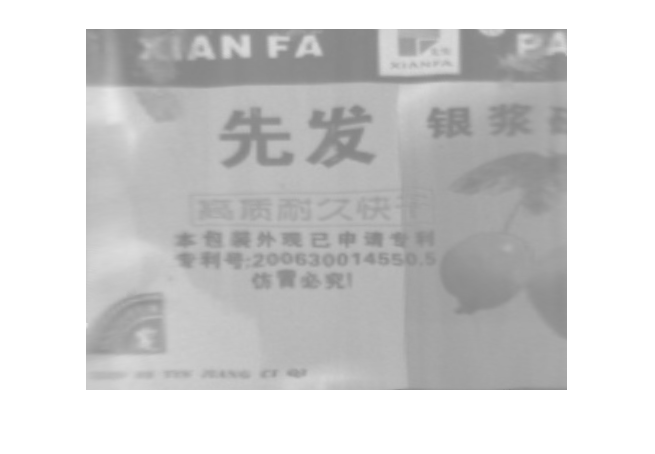 XIAN FA
XIANFA
PA
先发
银浆
高质耐久快干
本包装外观已申请专利
专利号:200630014550.5
仿冒必究!